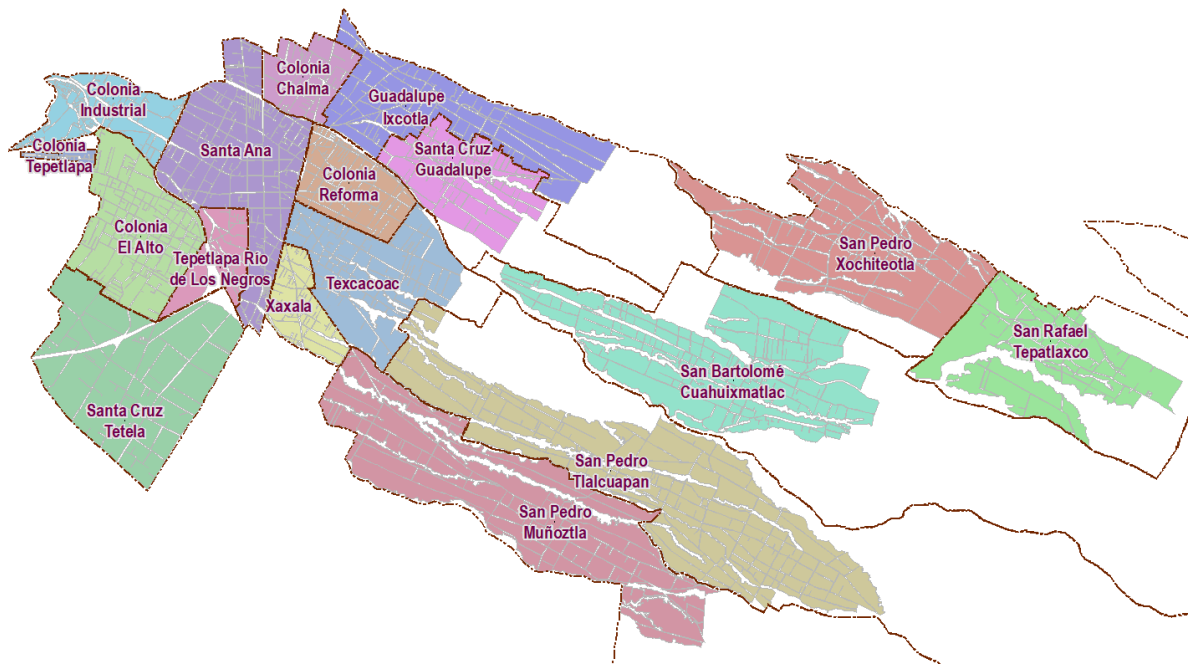 Colonia
Chalma
Colonia
Industrial
Guadalupe
Ixcotla
Colonia
Tepetlapa
Santa Ana
Santa Cruz
Guadalupe
Colonia
Reforma
Colonia
El Alto
Tepetlapa Río
de Los Negros
San Pedro
Xochiteotla
Texcacoac
Xaxala
San Rafael
Tepatlaxco
San Bartolomé
Cuahuixmatlac
Santa Cruz
Tetela
San Pedro
Tlalcuapan
San Pedro
Muñoztla